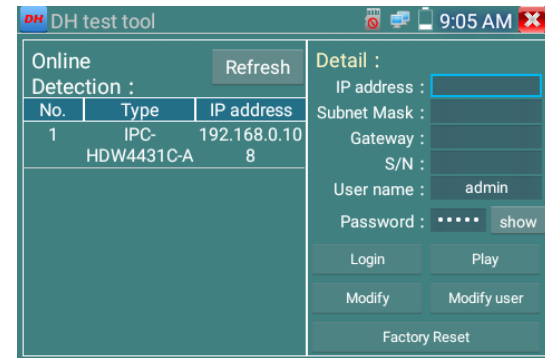 DH DH test tool 9:05 AM
Online
Detection :
Refresh
No. Type IP address
1 IPC- 192.168.0.10
HDW4431C-A 8
Detail :
IP address :
Subnet Mask :
Gateway :
S/N :
User name : admin
Password : ••••• show
Login Play
Modify Modify user
Factory Reset